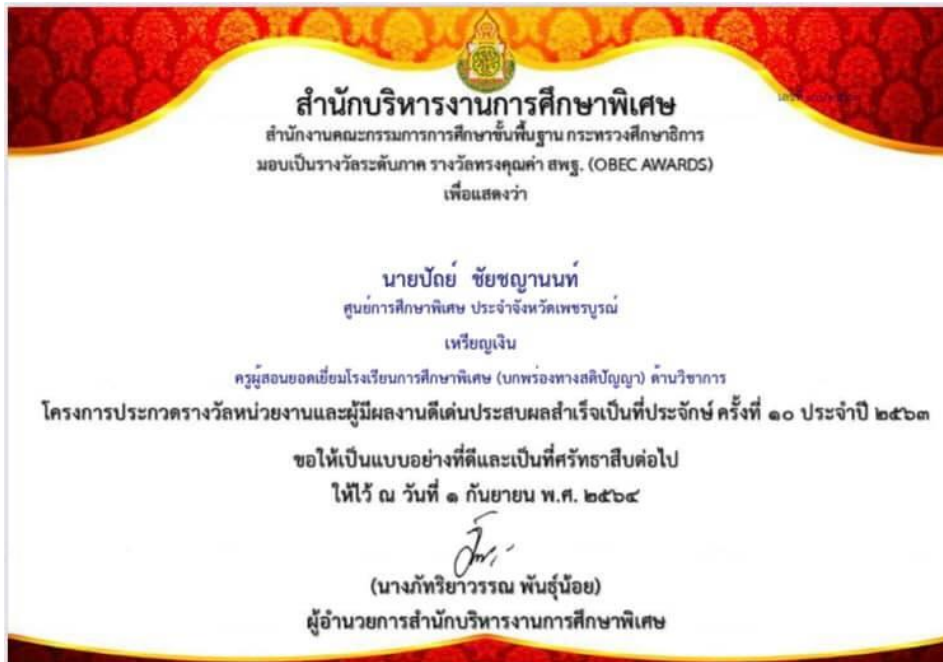 สำนักบริหารงานการศึกษาพิเศษ
สำนักงานคณะกรรมการการศึกษาขั้นพื้นฐาน กระทรวงศึกษาธิการ
มอบเป็นรางวัลระดับภาค รางวัลทรงคุณค่า สพฐ. (OBEC AWARDS)
เพื่อแสดงว่า
นายปัถย์ ชัยชญานนท์
ศูนย์การศึกษาพิเศษ ประจำจังหวัดเพชรบูรณ์
เหรียญเงิน
ครูผู้สอนยอดเยี่ยมโรงเรียนการศึกษาพิเศษ (บกพร่องทางสติปัญญา) ด้านวิชาการ
โครงการประกวดรางวัลหน่วยงานและผู้มีผลงานดีเด่นประสบผลสำเร็จเป็นที่ประจักษ์ ครั้งที่ ๑๐ ประจำปี ๒๕๖๓
ขอให้เป็นแบบอย่างที่ดีและเป็นที่ศรัทธาสืบต่อไป
ให้ไว้ ณ วันที่ ๑ กันยายน พ.ศ. ๒๕๖๔
(นางภัทริยาวรรณ พันธุ์น้อย)
ผู้อำนวยการสำนักบริหารงานการศึกษาพิเศษ